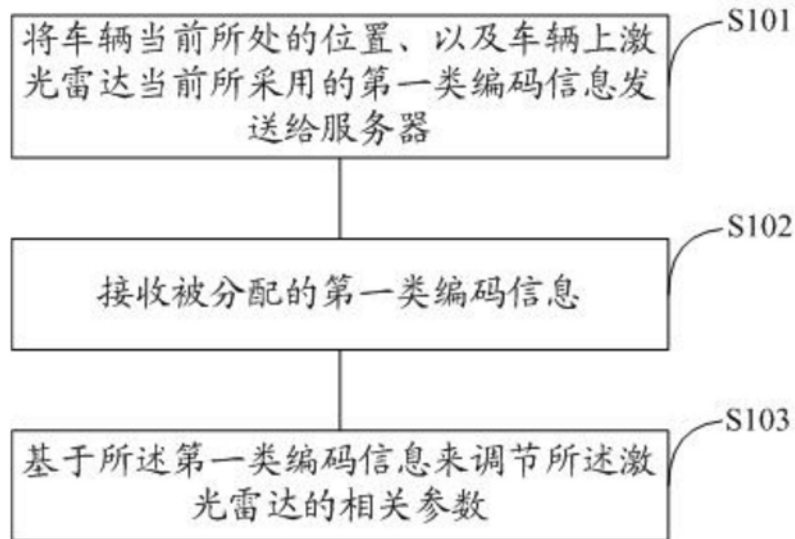 将车辆当前所处的位置、以及车辆上激
光雷达当前所采用的第一类编码信息发
送给服务器
S101
接收被分配的第一类编码信息
S102
基于所述第一类编码信息来调节所述激
光雷达的相关参数
S103